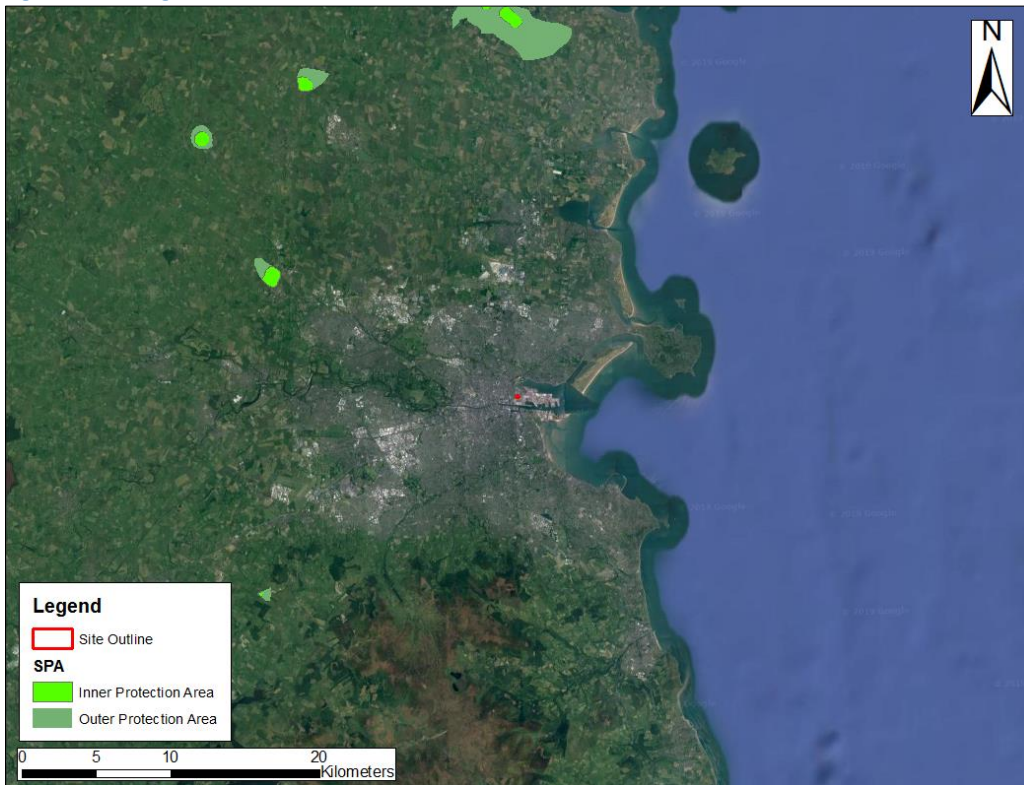 N
Legend
Site Outline
SPA
Inner Protection Area
Outer Protection Area
0 5 10 20
Kilometers